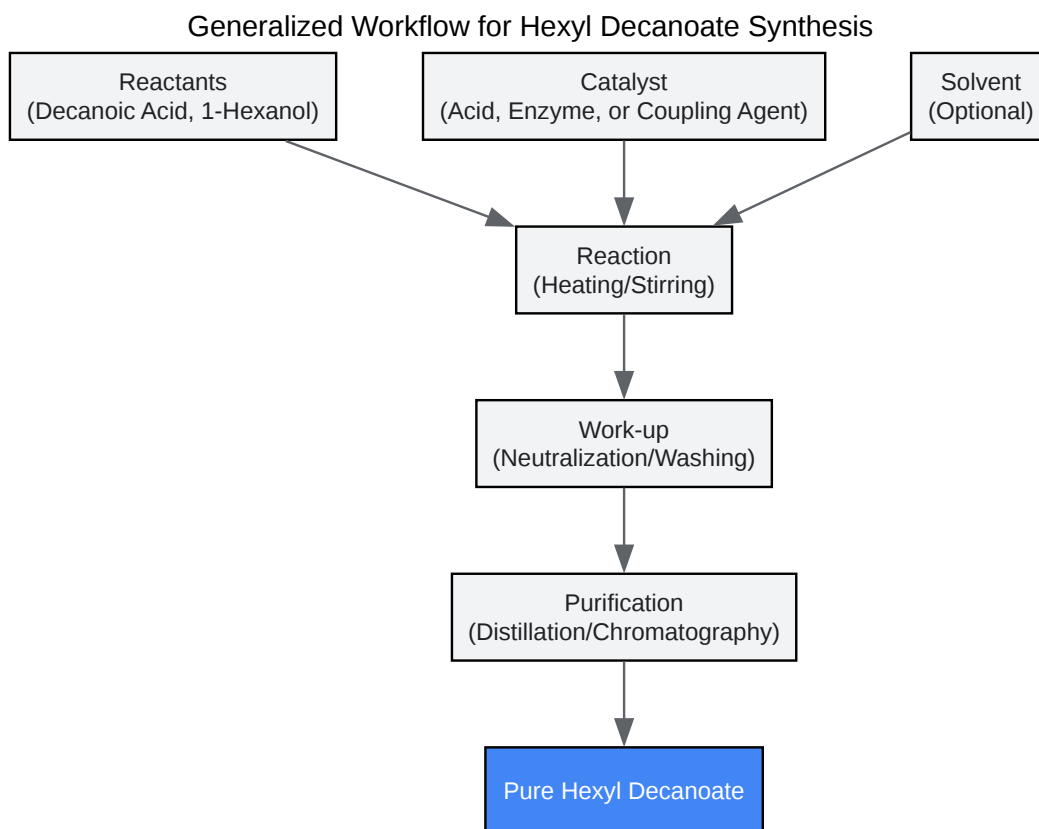 Generalized Workflow for Hexyl Decanoate Synthesis
Reactants
(Decanoic Acid, 1-Hexanol)
Catalyst
(Acid, Enzyme, or Coupling Agent)
Solvent
(Optional)
Reaction
(Heating/Stirring)
Work-up
(Neutralization/Washing)
Purification
(Distillation/Chromatography)
Pure Hexyl Decanoate